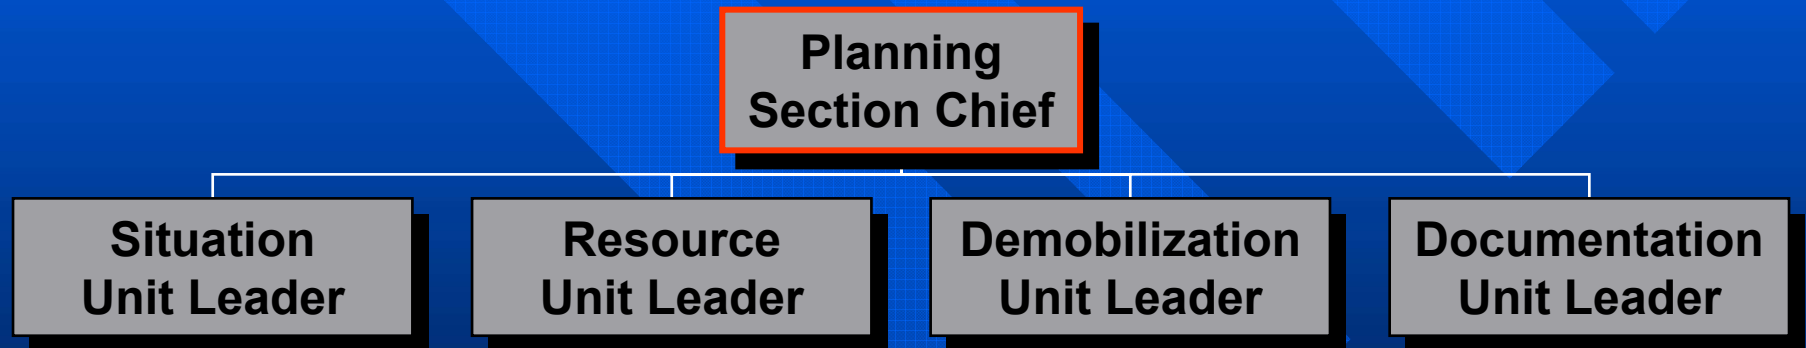 Planning
Section Chief
Situation
Unit Leader
Resource
Unit Leader
Demobilization
Unit Leader
Documentation
Unit Leader